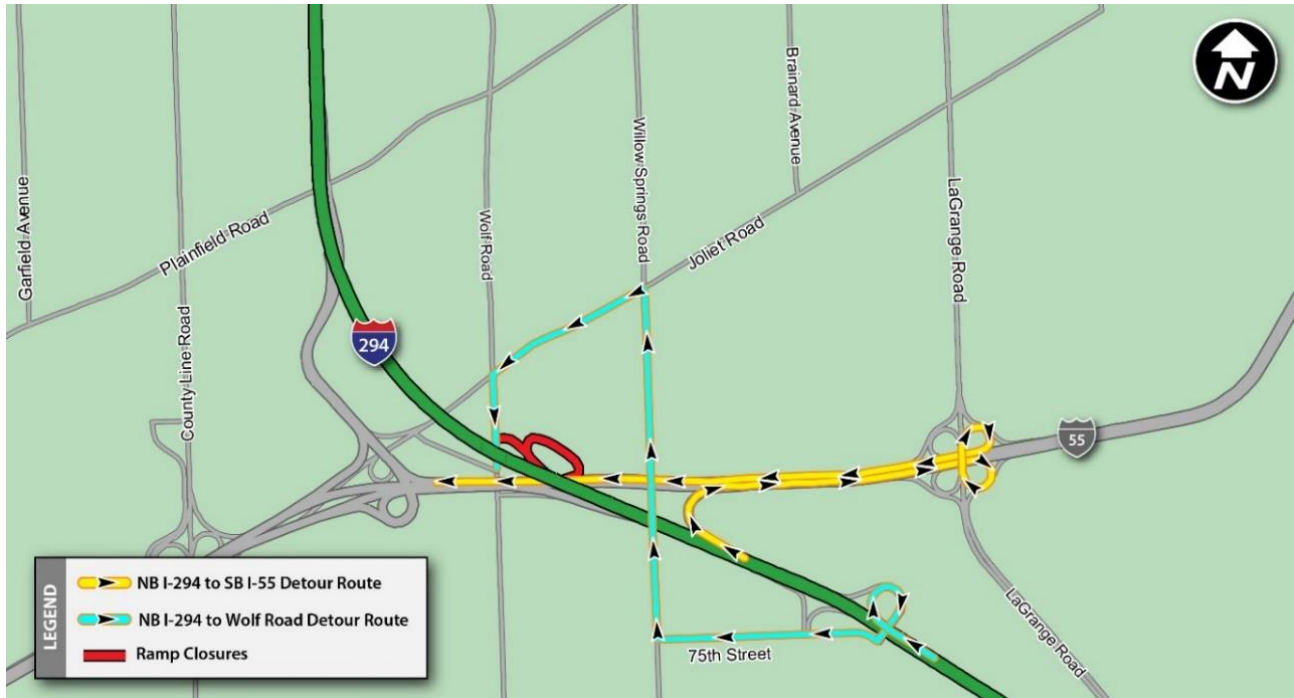 N
Garfield Avenue
Plainfield Road
County Line Road
Wolf Road
Willow Springs Road
Brainard Avenue
Joliet Road
LaGrange Road
294
55
LaGrange Road
75th Street
LEGEND
NB I-294 to SB I-55 Detour Route
NB I-294 to Wolf Road Detour Route
Ramp Closures